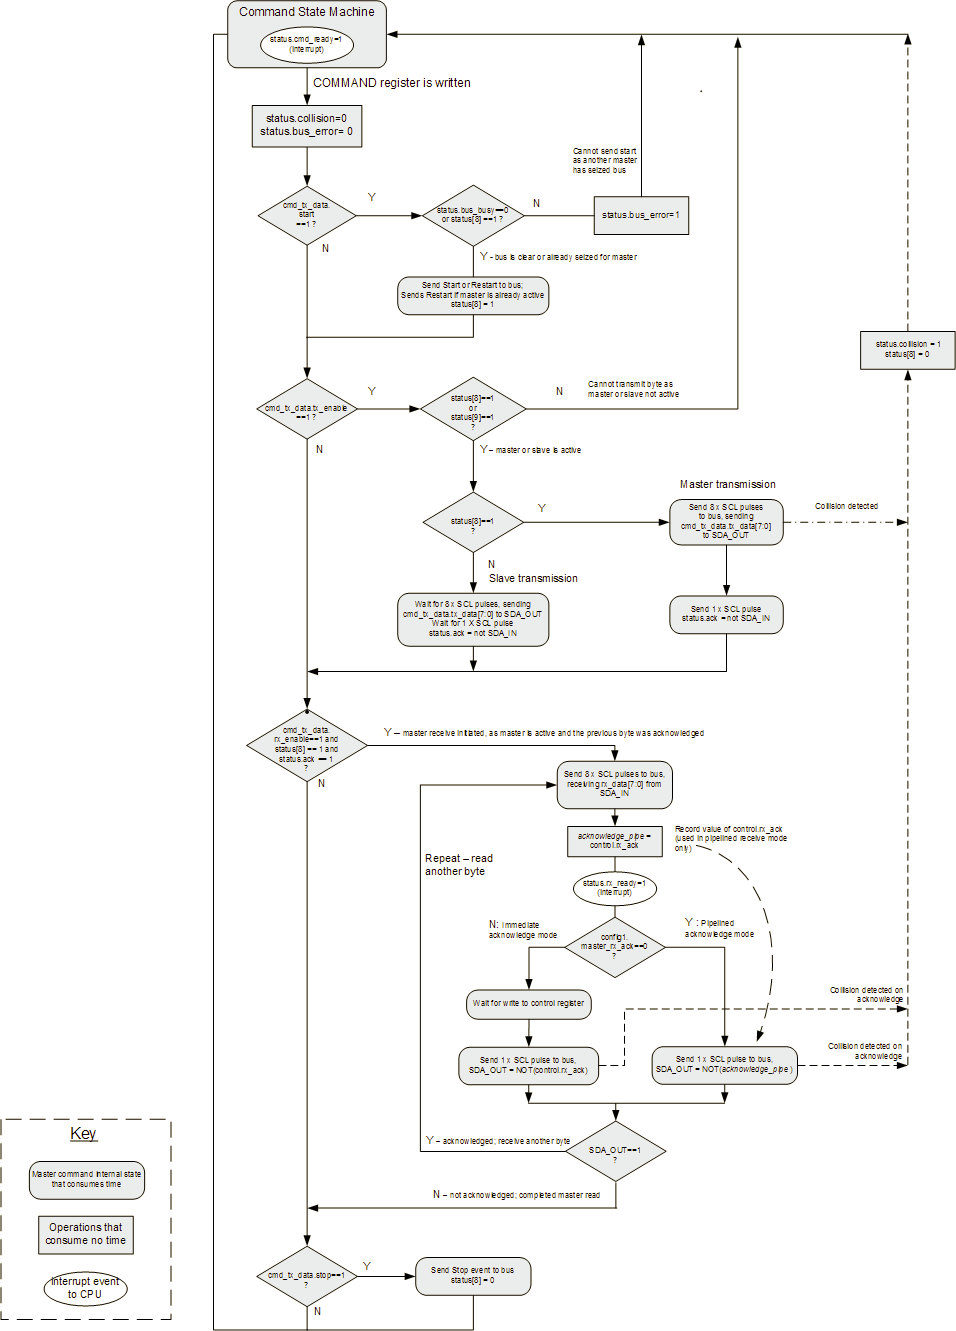 Command State Machine
status.cmd_ready=1
(Interrupt)
COMMAND register is written
status.collision=0
status.bus_error= 0
Cannot send start
as another master
has seized bus
cmd_tx_data.
start
==1 ?
Y
status.bus_busy==0
or status[8] ==1 ?
N
status.bus_error=1
N
Y - bus is clear or already seized for master
Send Start or Restart to bus;
Sends Restart if master is already active
status[8] = 1
status.collision = 1
status[8] = 0
cmd_tx_data.tx_enable
==1 ?
Y
status[8]==1
or
status[9]==1
?
N
Cannot transmit byte as
master or slave not active
N
Y – master or slave is active
Master transmission
status[8]==1
?
Y
Send 8 x SCL pulses
to bus, sending
cmd_tx_data.tx_data[7:0]
to SDA_OUT
Collision detected
N
Slave transmission
Wait for 8 x SCL pulses, sending
cmd_tx_data.tx_data[7:0] to SDA_OUT
Wait for 1 X SCL pulse
status.ack = not SDA_IN
Send 1 x SCL pulse
status.ack = not SDA_IN
cmd_tx_data.
rx_enable==1 and
status[8] == 1 and
status.ack == 1
?
Y – master receive initiated, as master is active and the previous byte was acknowledged
N
Send 8 x SCL pulses to bus,
receiving rx_data[7:0] from
SDA_IN
acknowledge_pipe =
control.rx_ack
Record value of control.rx_ack
(used in pipelined receive mode
only)
Repeat – read
another byte
status.rx_ready=1
(Interrupt)
N: Immediate
acknowledge mode
config1.
master_rx_ack==0
?
Y : Pipelined
acknowledge mode
Wait for write to control register
Collision detected on
acknowledge
Send 1 x SCL pulse to bus,
SDA_OUT = NOT(control.rx_ack)
Send 1 x SCL pulse to bus,
SDA_OUT = NOT(acknowledge_pipe )
Collision detected on
acknowledge
Y – acknowledged; receive another byte
SDA_OUT==1
?
N – not acknowledged; completed master read
Key
Master command internal state
that consumes time
Operations that
consume no time
Interrupt event
to CPU
cmd_tx_data.stop==1
?
Y
Send Stop event to bus
status[8] = 0
N